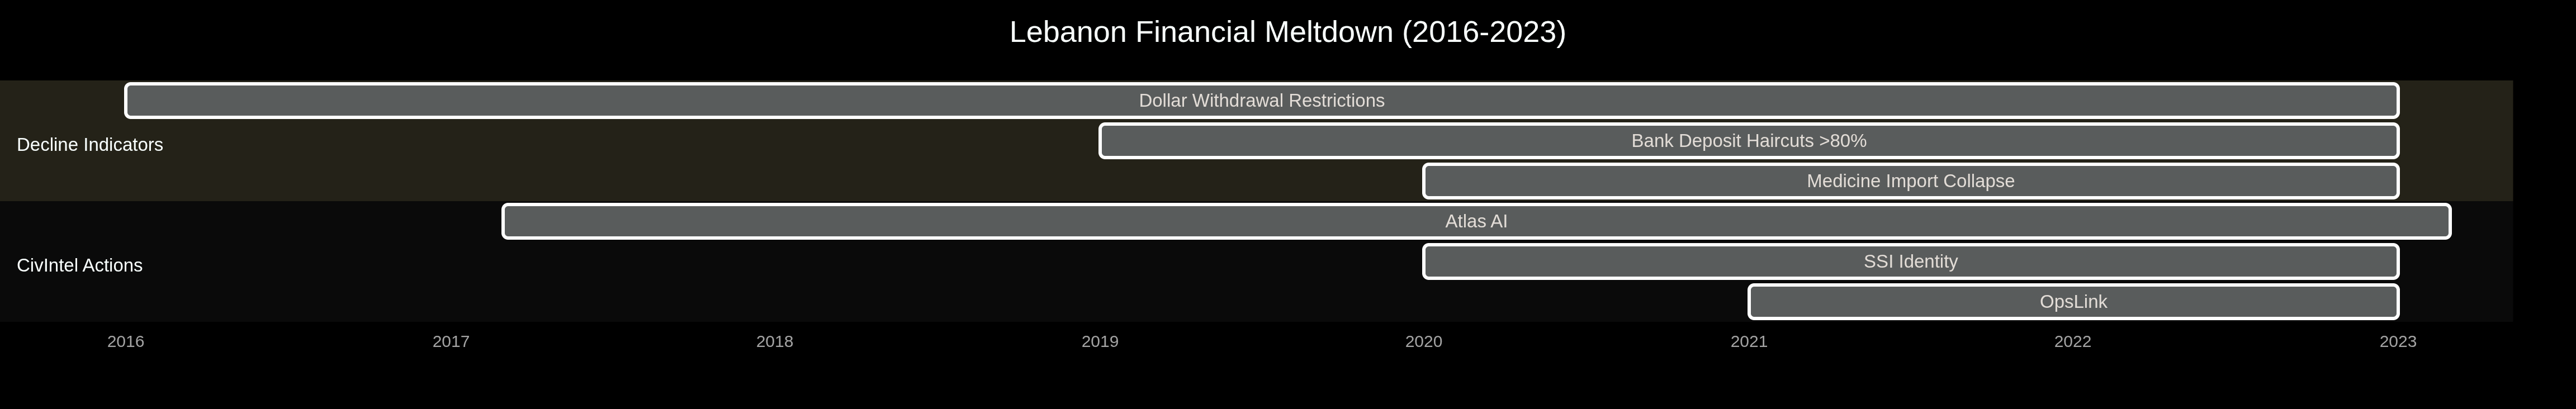 Lebanon Financial Meltdown (2016-2023)
Dollar Withdrawal Restrictions
Bank Deposit Haircuts >80%
Decline Indicators
Medicine Import Collapse
Atlas AI
SSI Identity
CivIntel Actions
OpsLink
2016 2017 2018 2019 2020 2021 2022 2023